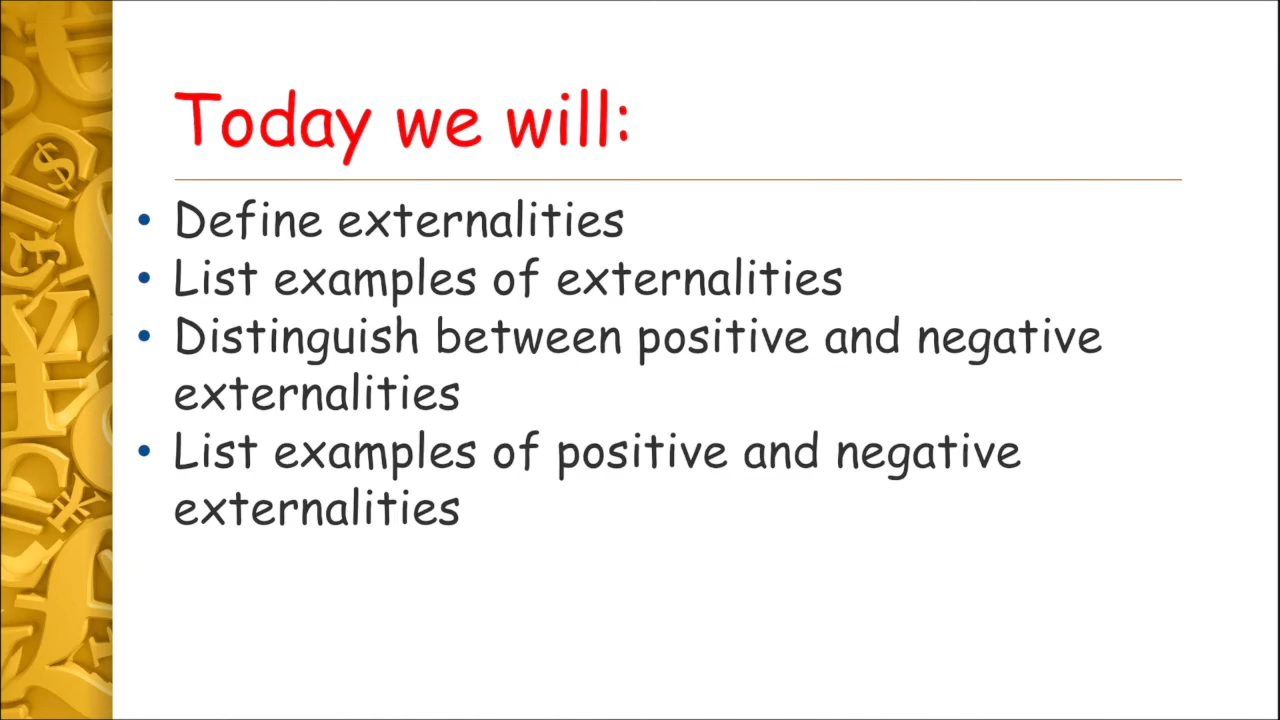 Today we will:
• Define externalities
• List examples of externalities
• Distinguish between positive and negative
externalities
• List examples of positive and negative
externalities